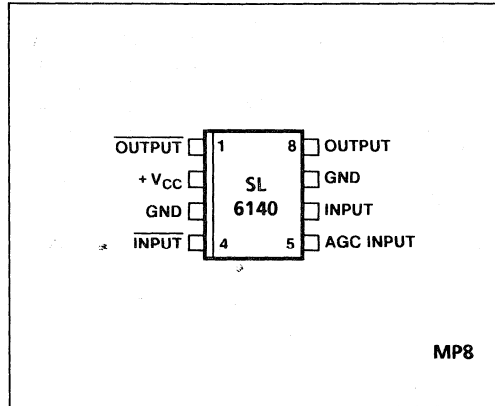 OUTPUT 1 8 OUTPUT
+ VCC GND
SL
GND INPUT
6140
INPUT 4 5 AGC INPUT
MP8